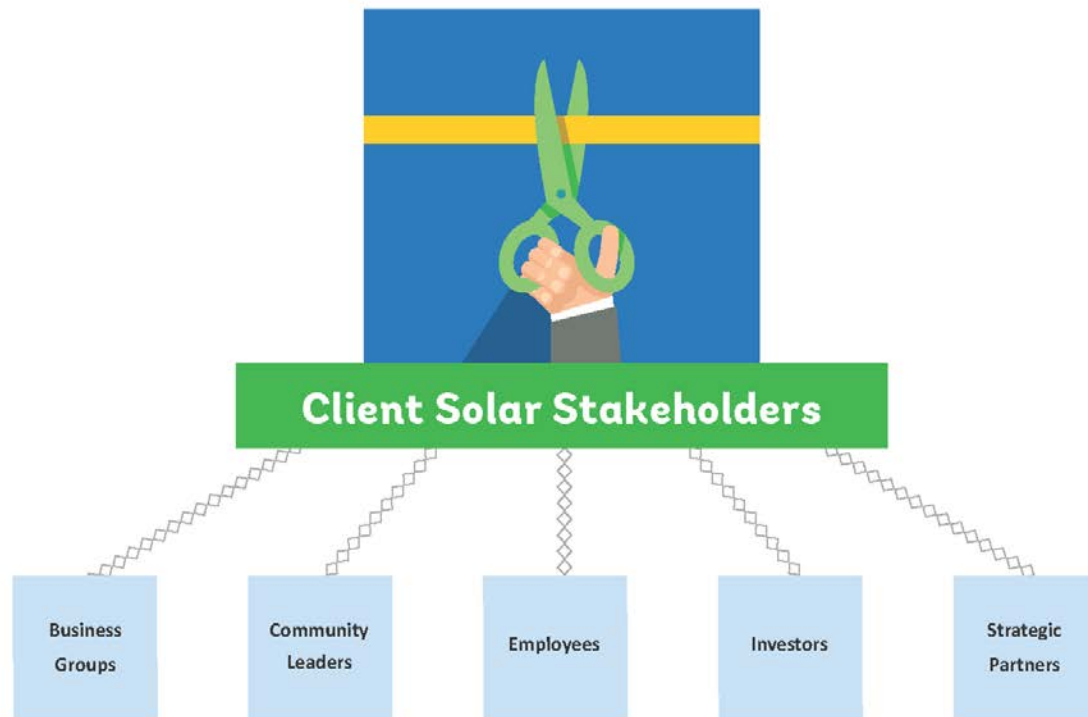 Client Solar Stakeholders
Business
Groups
Community
Leaders
Employees
Investors
Strategic
Partners